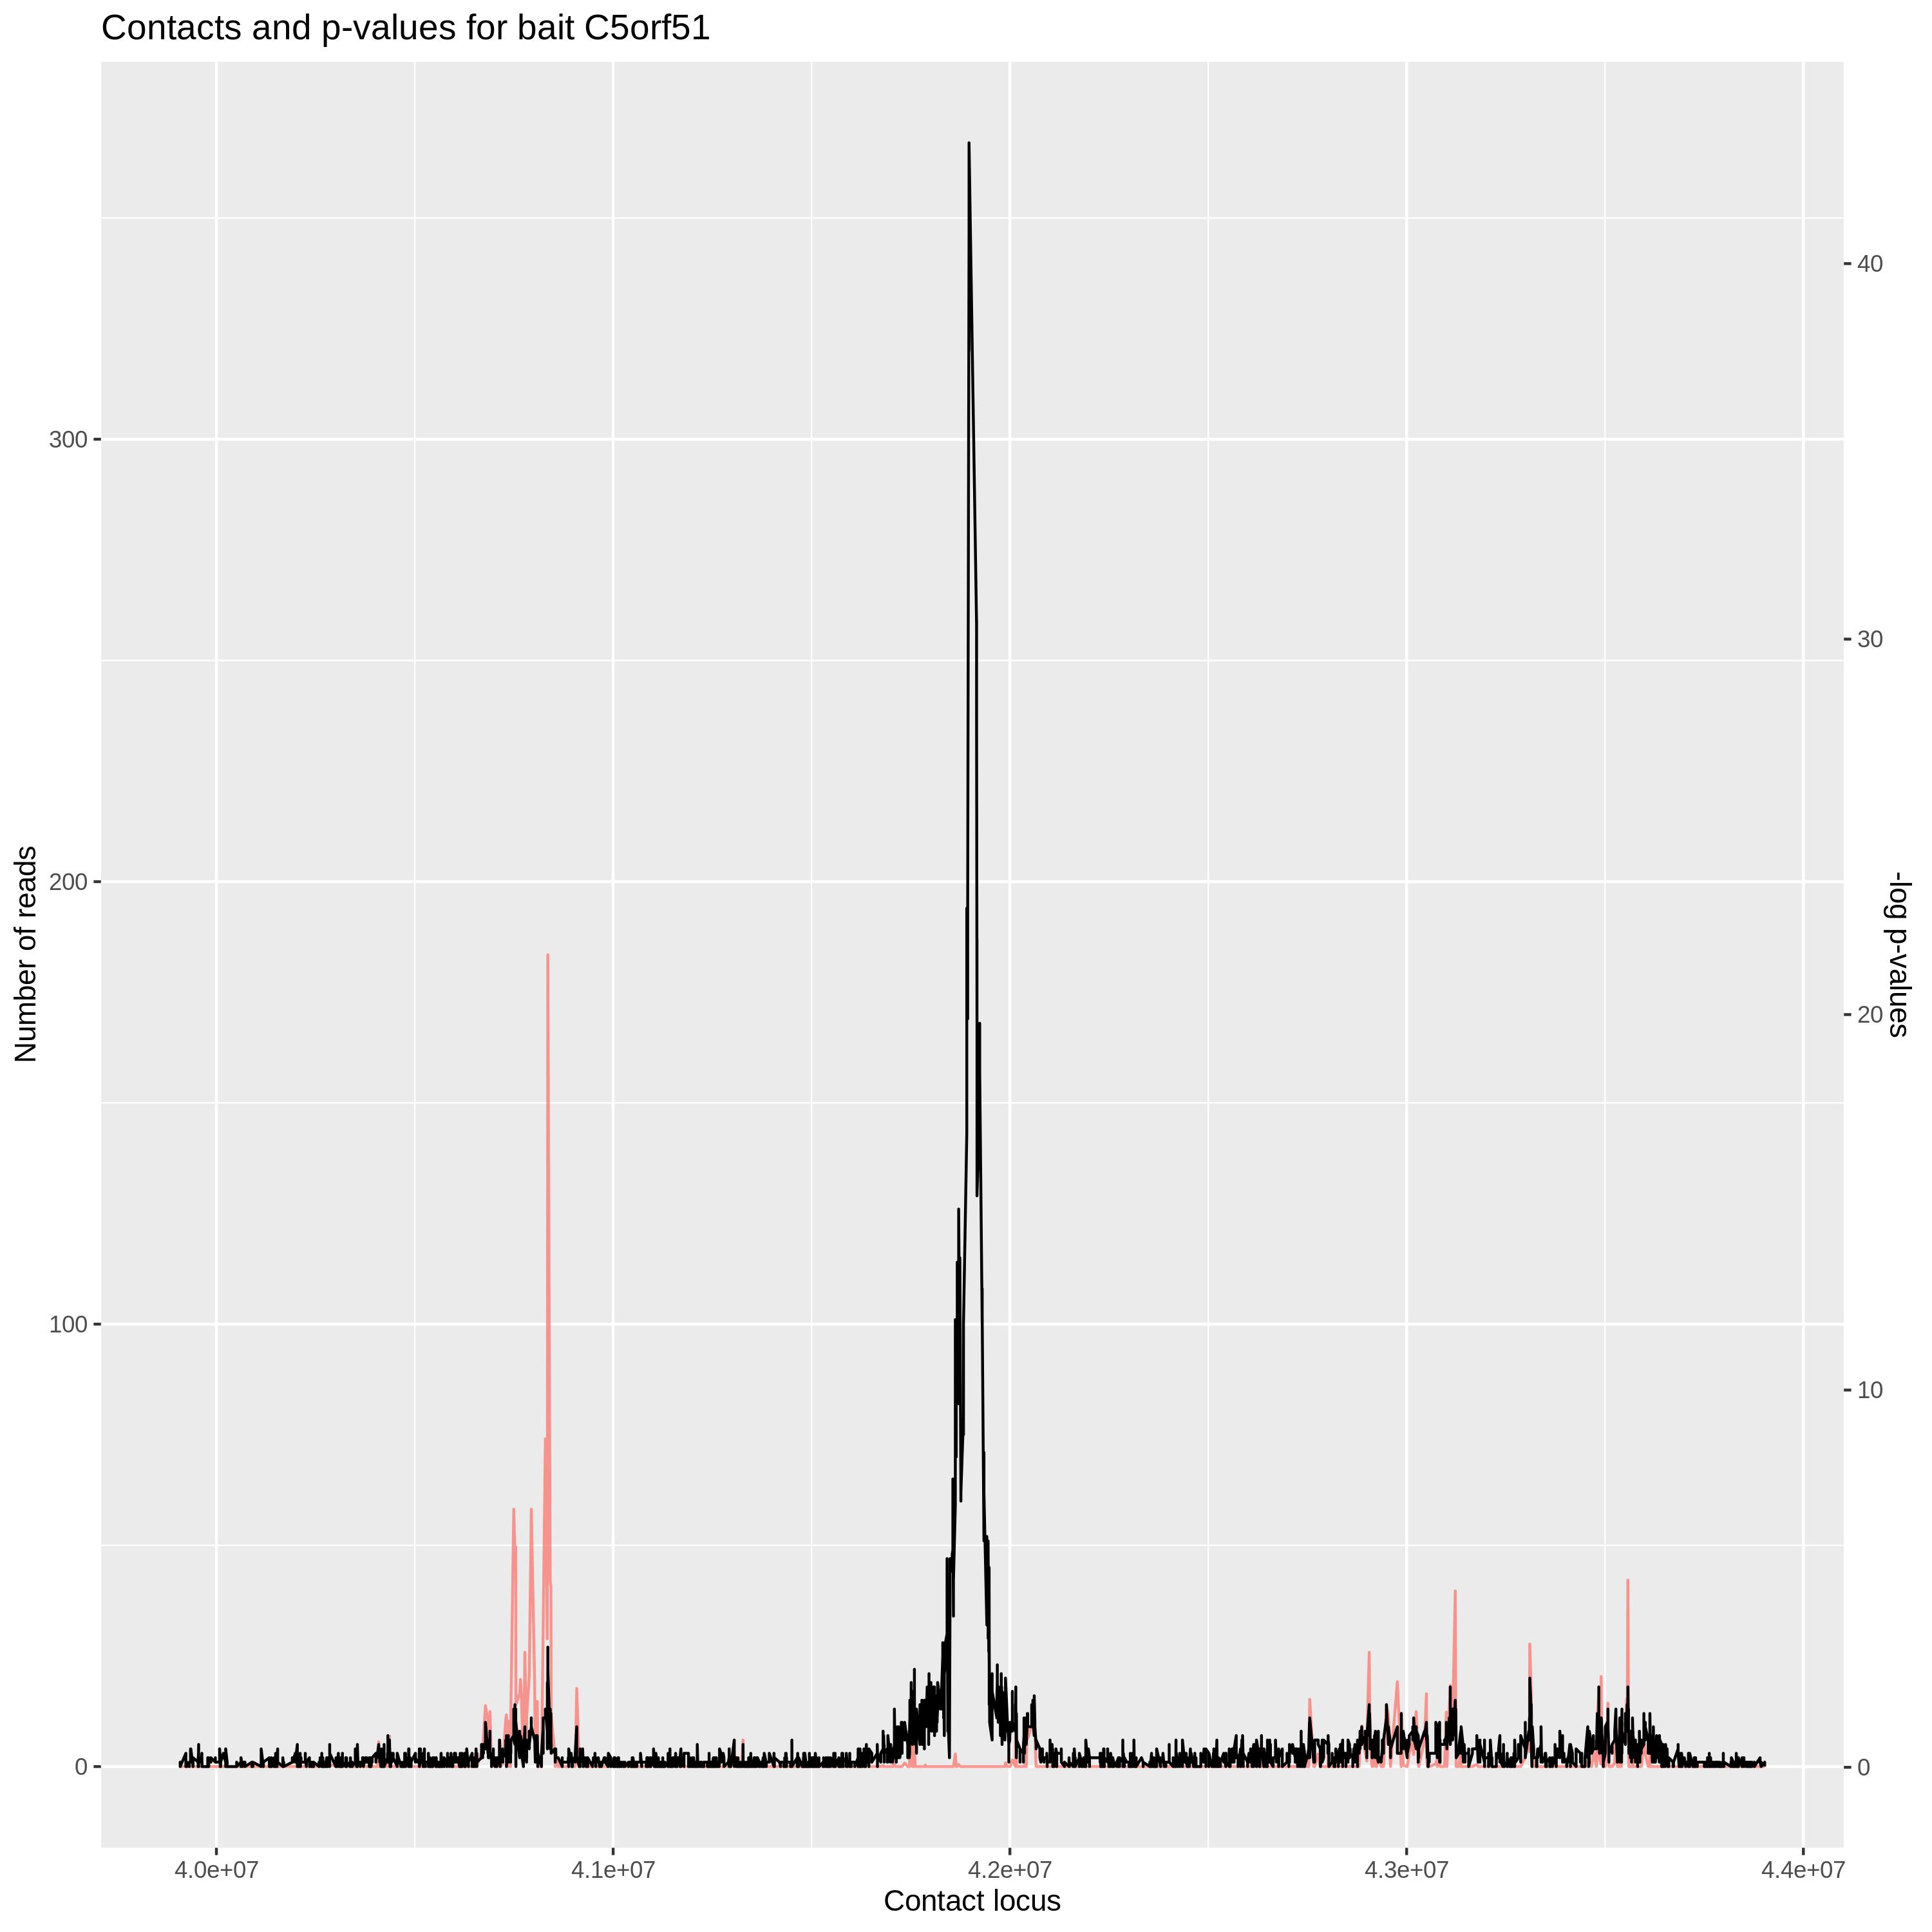 Contacts and p-values for bait C5orf51
Number of reads
300
200
100
0
40
30
20
10
0
-log p-values
4.0e+07
4.1e+07
4.2e+07
4.3e+07
4.4e+07
Contact locus